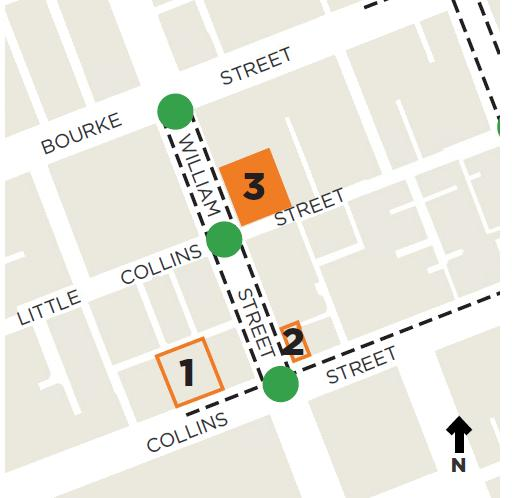 STREET
BOURKE
WILLIAM
3
STREET
COLLINS
LITTLE
STREET
2
1
STREET
COLLINS
N